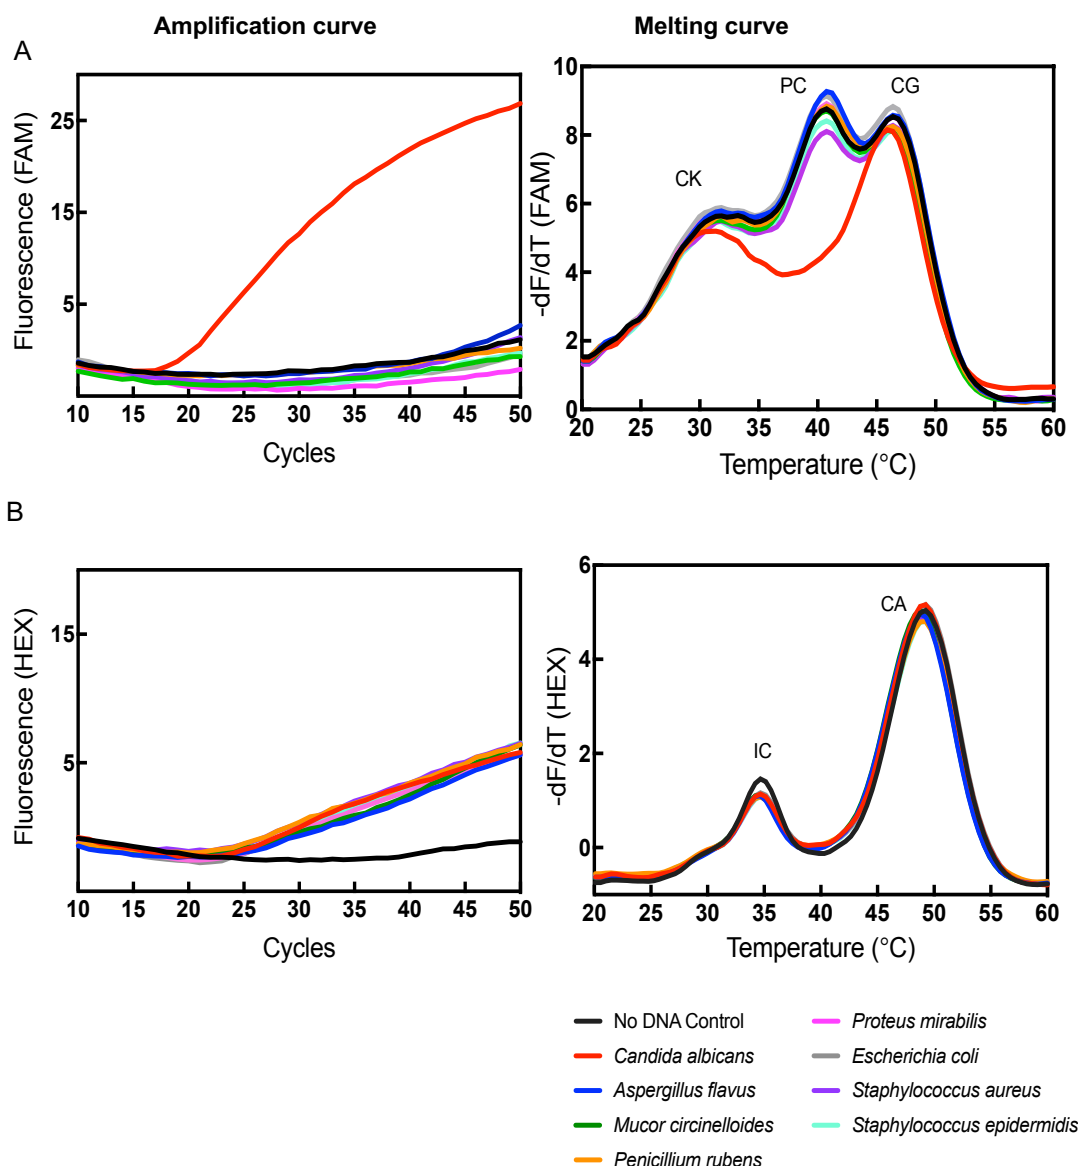 Amplification curve
Melting curve
A
Fluorescence (FAM)
25
15
5
10 15 20 25 30 35 40 45 50
Cycles
-dF/dT (FAM)
10
8
6
4
2
0
CK
PC
CG
20 25 30 35 40 45 50 55 60
Temperature (°C)
B
Fluorescence (HEX)
15
5
10 15 20 25 30 35 40 45 50
Cycles
-dF/dT (HEX)
6
4
2
0
IC
CA
20 25 30 35 40 45 50 55 60
Temperature (°C)
No DNA Control
Candida albicans
Aspergillus flavus
Mucor circinelloides
Penicillium rubens
Proteus mirabilis
Escherichia coli
Staphylococcus aureus
Staphylococcus epidermidis